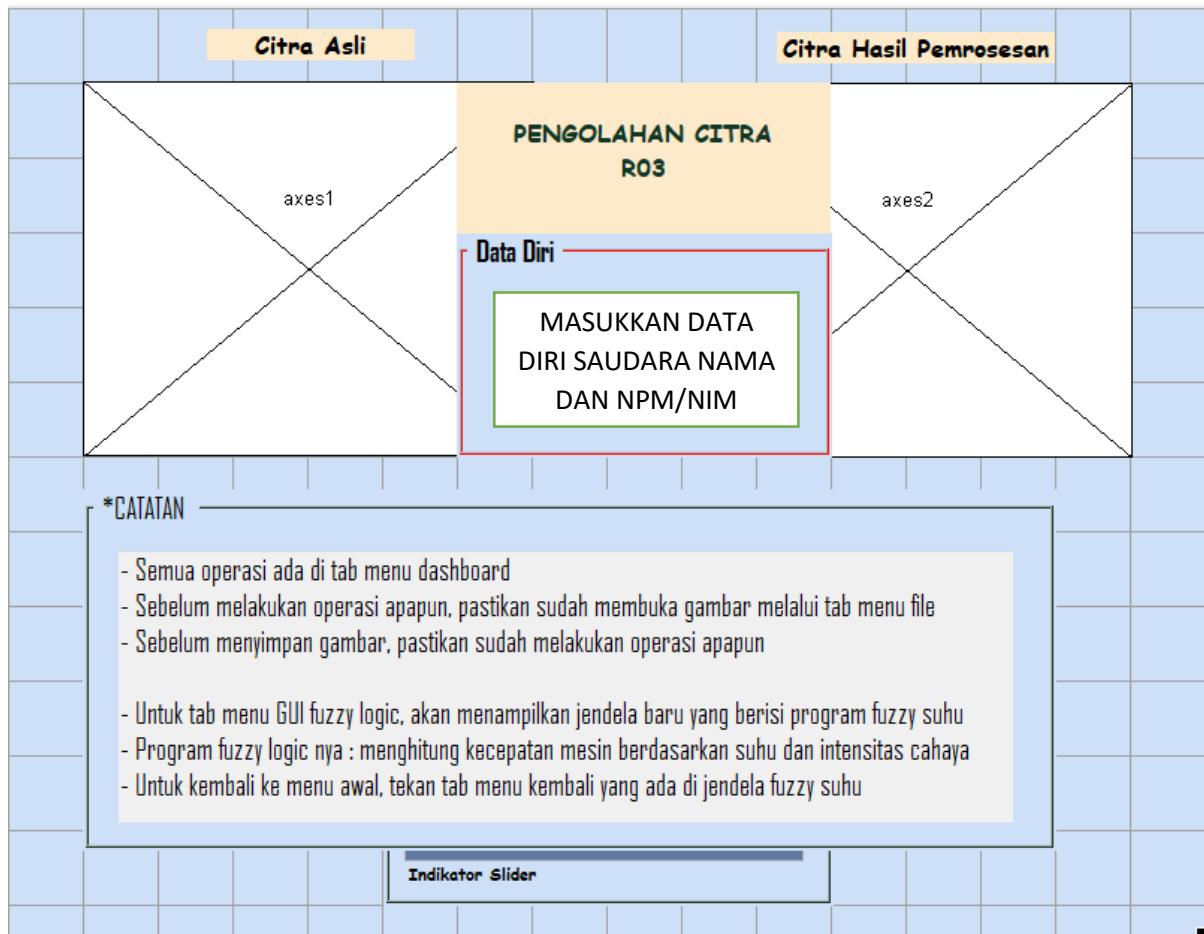 Citra Asli
Citra Hasil Pemrosesan
axes1
PENGOLAHAN CITRA
R03
axes2
Data Diri
MASUKKAN DATA
DIRI SAUDARA NAMA
DAN NPM/NIM
*CATATAN
- Semua operasi ada di tab menu dashboard
- Sebelum melakukan operasi apapun, pastikan sudah membuka gambar melalui tab menu file
- Sebelum menyimpan gambar, pastikan sudah melakukan operasi apapun
- Untuk tab menu GUI fuzzy logic, akan menampilkan jendela baru yang berisi program fuzzy suhu
- Program fuzzy logic nya : menghitung kecepatan mesin berdasarkan suhu dan intensitas cahaya
- Untuk kembali ke menu awal, tekan tab menu kembali yang ada di jendela fuzzy suhu
Indikator Slider